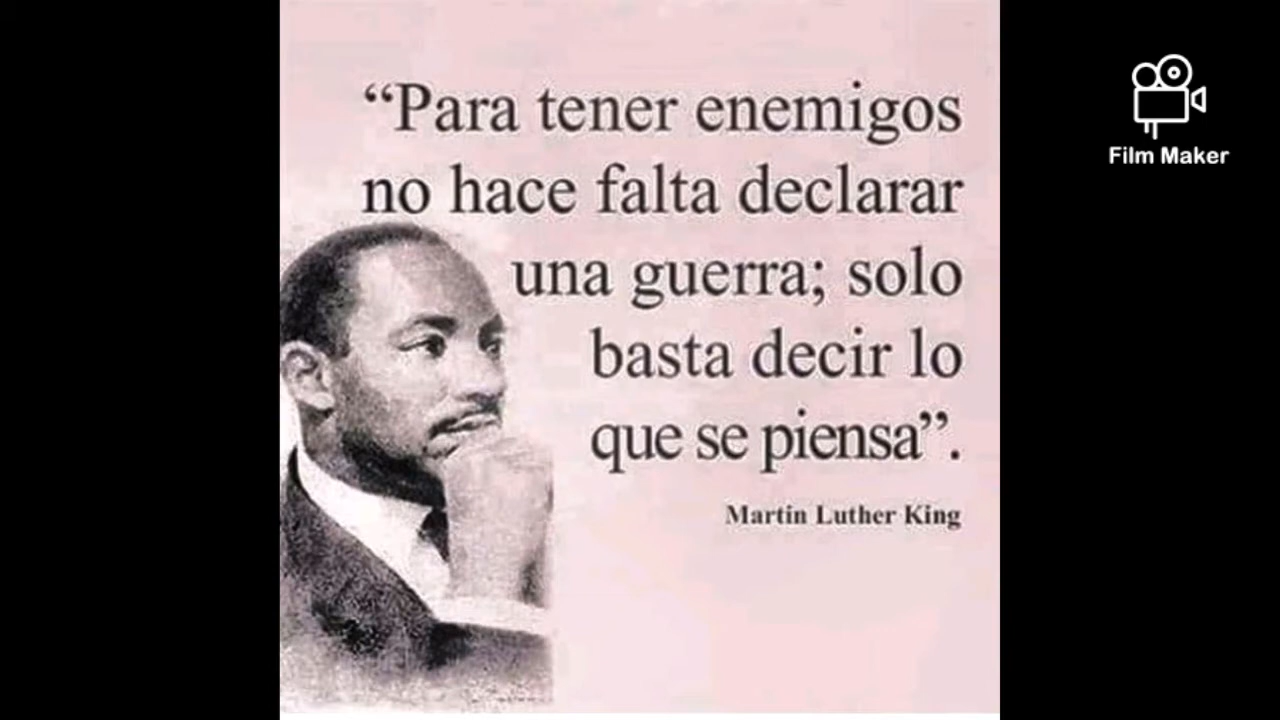 “Para tener enemigos
no hace falta declarar
una guerra; solo
basta decir lo
que se piensa”.
Martin Luther King
Film Maker